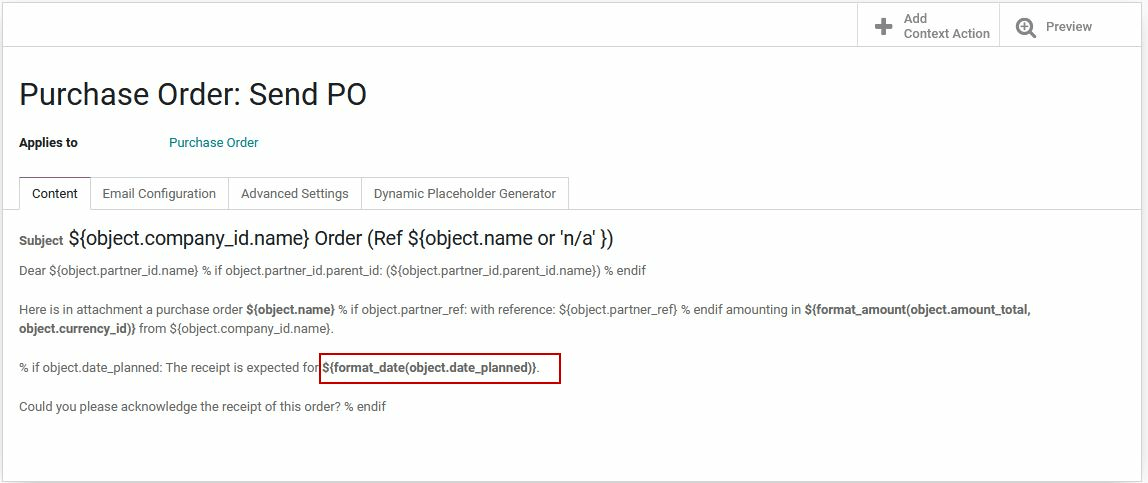 Add
Context Action
Preview
Purchase Order: Send PO
Applies to Purchase Order
Content Email Configuration Advanced Settings Dynamic Placeholder Generator
Subject ${object.company_id.name} Order (Ref ${object.name or 'n/a' })
Dear ${object.partner_id.name} % if object.partner_id.parent_id: (${object.partner_id.parent_id.name}) % endif
Here is in attachment a purchase order ${object.name} % if object.partner_ref: with reference: ${object.partner_ref} % endif amounting in ${format_amount(object.amount_total,
object.currency_id)} from ${object.company_id.name}.
% if object.date_planned: The receipt is expected for ${format_date(object.date_planned)}.
Could you please acknowledge the receipt of this order? % endif